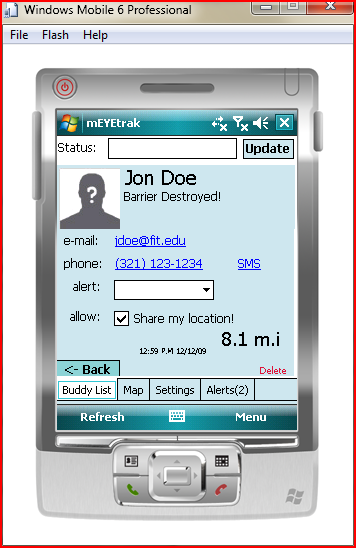 Windows Mobile 6 Professional
File Flash Help
mEYEtrak
Status: Update
Jon Doe
Barrier Destroyed!
e-mail: jdoe@fit.edu
phone: (321) 123-1234 SMS
alert:
allow: Share my location!
8.1 m.i
12:59 P.M 12/12/09
<- Back Delete
Buddy List Map Settings Alerts(2)
Refresh Menu